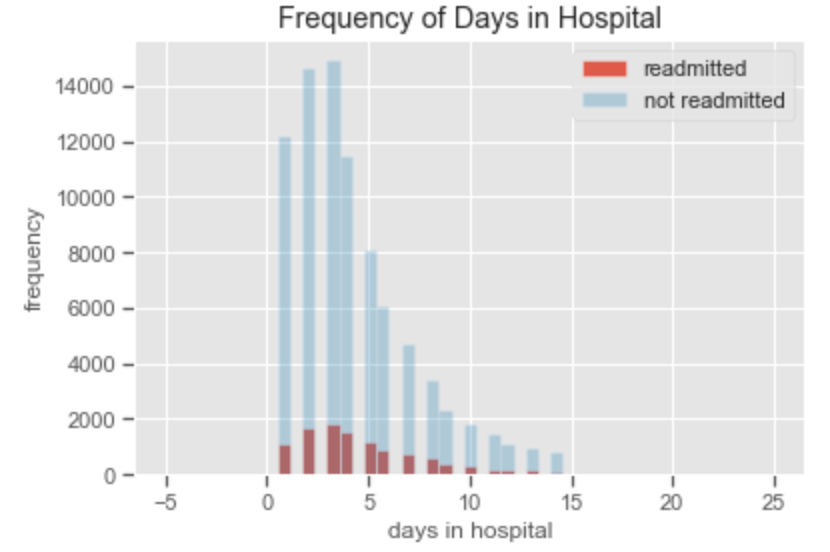 Frequency of Days in Hospital
readmitted
not readmitted
14000
12000
10000
8000
6000
4000
2000
0
frequency
−5 0 5 10 15 20 25
days in hospital